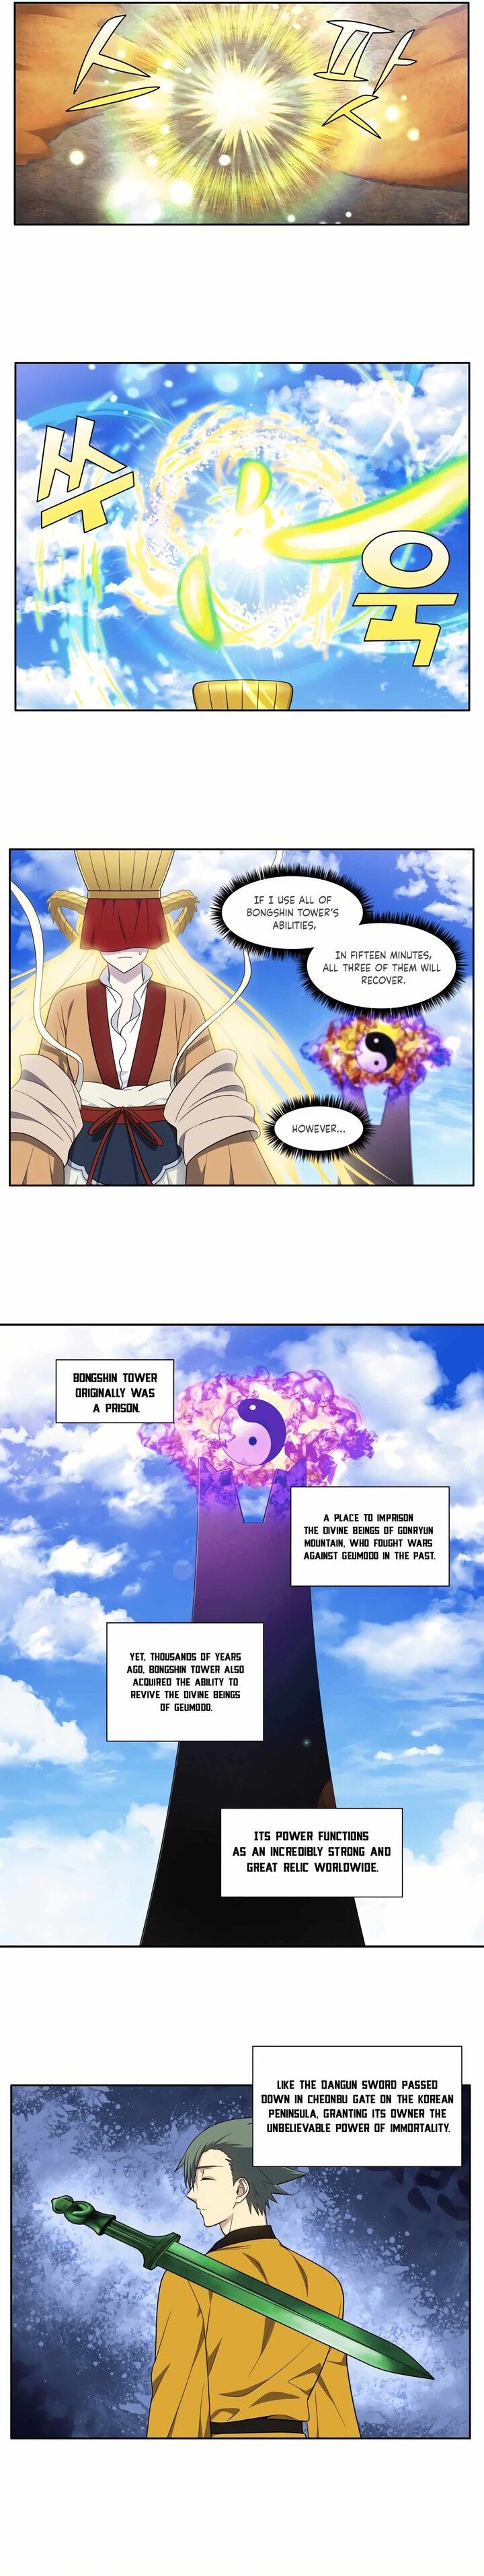 스팟
쑤욱
IF I USE ALL OF
BONGSHIN TOWER'S
ABILITIES,
IN FIFTEEN MINUTES,
ALL THREE OF THEM WILL
RECOVER.
HOWEVER...
BONGSHIN TOWER
ORIGINALLY WAS
A PRISON.
A PLACE TO IMPRISON
THE DIVINE BEINGS OF GONRYUN
MOUNTAIN, WHO FOUGHT WARS
AGAINST GEUMODO IN THE PAST.
YET, THOUSANDS OF YEARS
AGO, BONGSHIN TOWER ALSO
ACQUIRED THE ABILITY TO
REVIVE THE DIVINE BEINGS
OF GEUMODO.
ITS POWER FUNCTIONS
AS AN INCREDIBLY STRONG AND
GREAT RELIC WORLDWIDE.
LIKE THE DANGUN SWORD PASSED
DOWN IN CHEONBU GATE ON THE KOREAN
PENINSULA, GRANTING ITS OWNER THE
UNBELIEVABLE POWER OF IMMORTALITY.